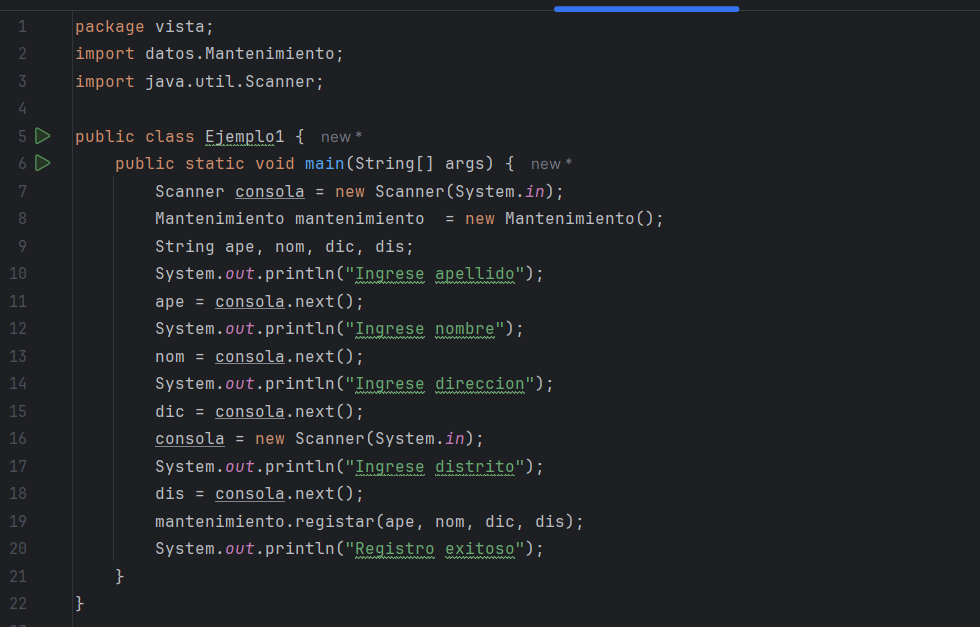 1 package vista;
2 import datos.Mantenimiento;
3 import java.util.Scanner;
4
5 public class Ejemplo1 { new *
6 public static void main(String[] args) { new *
7 Scanner consola = new Scanner(System.in);
8 Mantenimiento mantenimiento  = new Mantenimiento();
9 String ape, nom, dic, dis;
10 System.out.println("Ingrese apellido");
11 ape = consola.next();
12 System.out.println("Ingrese nombre");
13 nom = consola.next();
14 System.out.println("Ingrese direccion");
15 dic = consola.next();
16 consola = new Scanner(System.in);
17 System.out.println("Ingrese distrito");
18 dis = consola.next();
19 mantenimiento.registar(ape, nom, dic, dis);
20 System.out.println("Registro exitoso");
21 }
22 }